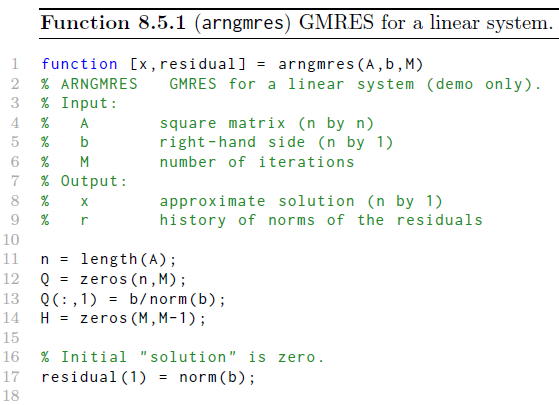 Function 8.5.1 (arngmres) GMRES for a linear system.
1 function [x,residual] = arngmres(A,b,M)
2 % ARNGMRES   GMRES for a linear system (demo only).
3 % Input:
4 %   A       square matrix (n by n)
5 %   b       right-hand side (n by 1)
6 %   M       number of iterations
7 % Output:
8 %   x       approximate solution (n by 1)
9 %   r       history of norms of the residuals
10
11 n = length(A);
12 Q = zeros(n,M);
13 Q(:,1) = b/norm(b);
14 H = zeros(M,M-1);
15
16 % Initial "solution" is zero.
17 residual(1) = norm(b);
18